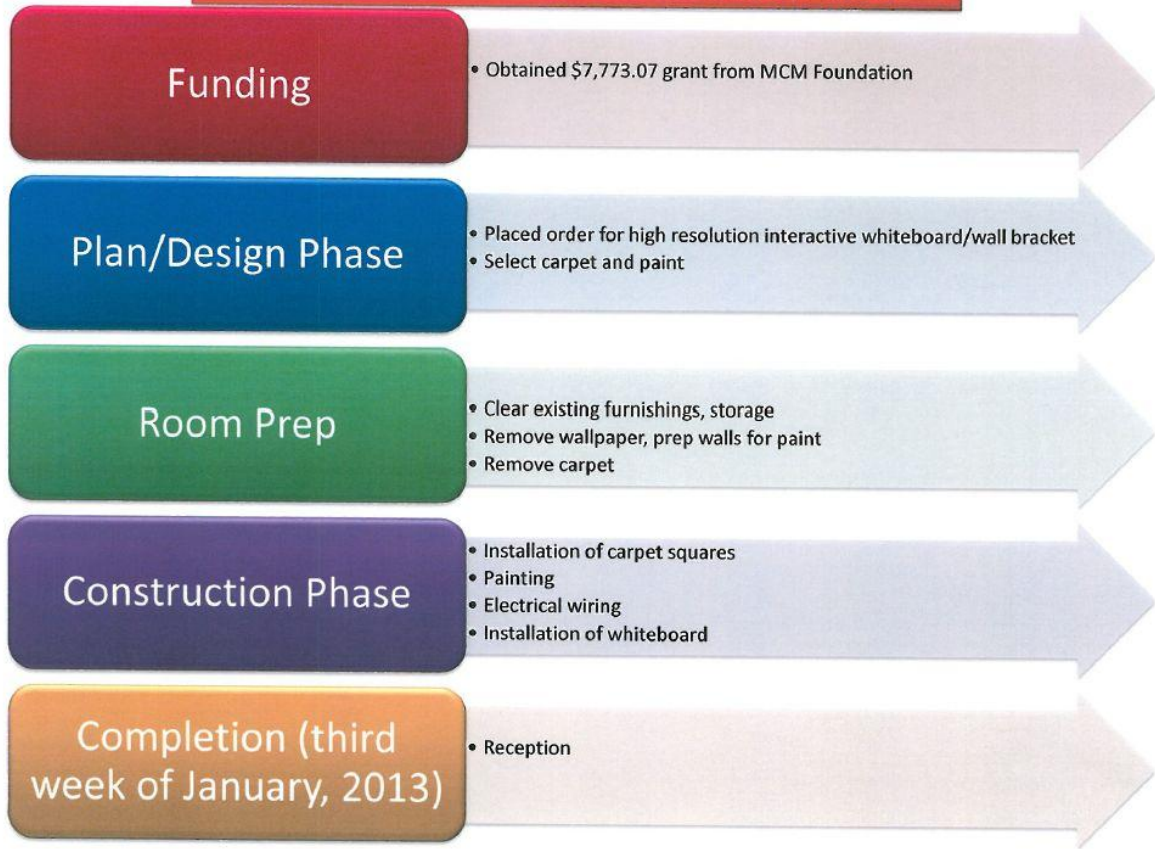 Funding
• Obtained $7,773.07 grant from MCM Foundation
Plan/Design Phase
• Placed order for high resolution interactive whiteboard/wall bracket
• Select carpet and paint
Room Prep
• Clear existing furnishings, storage
• Remove wallpaper, prep walls for paint
• Remove carpet
Construction Phase
• Installation of carpet squares
• Painting
• Electrical wiring
• Installation of whiteboard
Completion (third
week of January, 2013)
• Reception